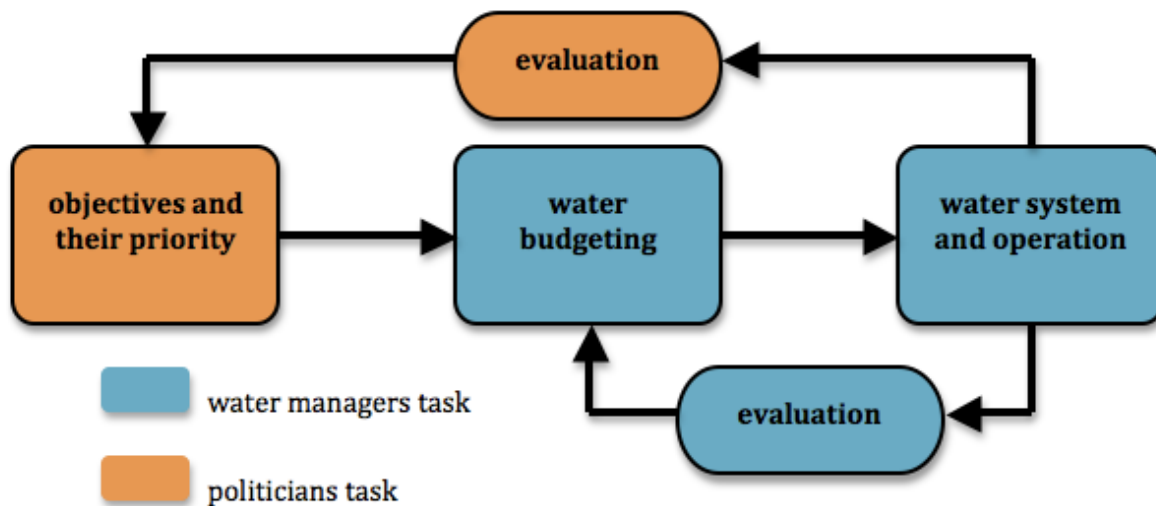 evaluation
objectives and
their priority
water
budgeting
water system
and operation
evaluation
water managers task
politicians task